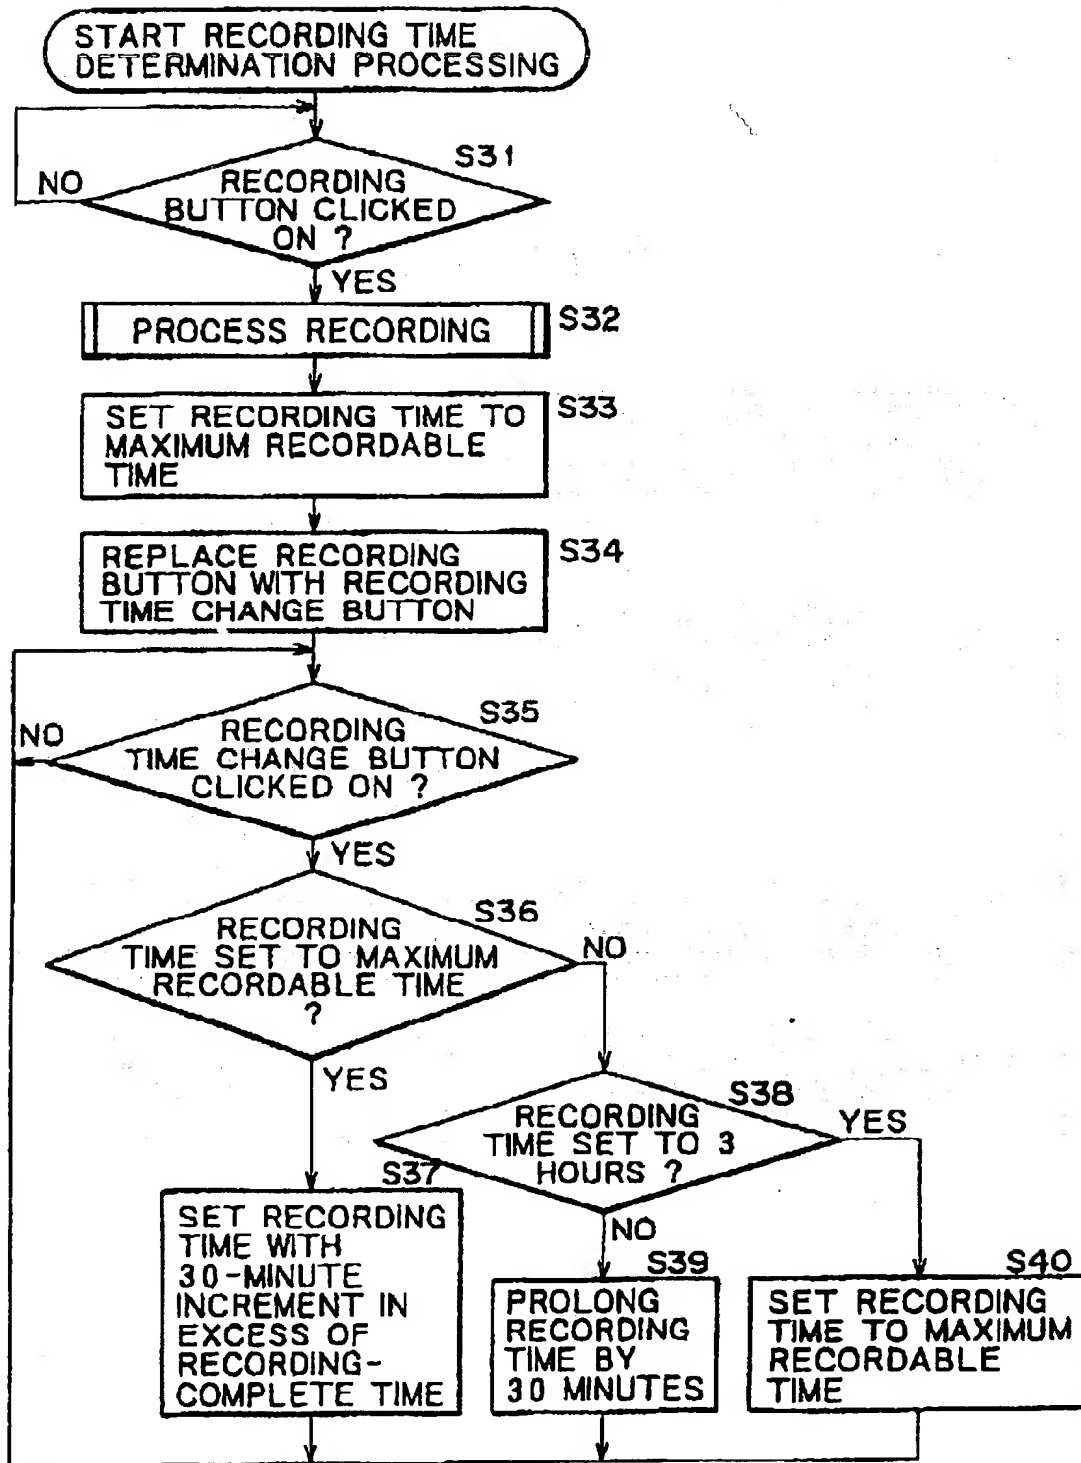 START RECORDING TIME
DETERMINATION PROCESSING
S31
NO
RECORDING
BUTTON CLICKED
ON ?
YES
PROCESS RECORDING
S32
SET RECORDING TIME TO
MAXIMUM RECORDABLE
TIME
S33
REPLACE RECORDING
BUTTON WITH RECORDING
TIME CHANGE BUTTON
S34
S35
NO
RECORDING
TIME CHANGE BUTTON
CLICKED ON ?
YES
S36
RECORDING
TIME SET TO MAXIMUM
RECORDABLE TIME
?
NO
YES
S38
RECORDING
TIME SET TO 3
HOURS ?
YES
NO
S37
SET RECORDING
TIME WITH
30-MINUTE
INCREMENT IN
EXCESS OF
RECORDING-
COMPLETE TIME
S39
PROLONG
RECORDING
TIME BY
30 MINUTES
S40
SET RECORDING
TIME TO MAXIMUM
RECORDABLE
TIME